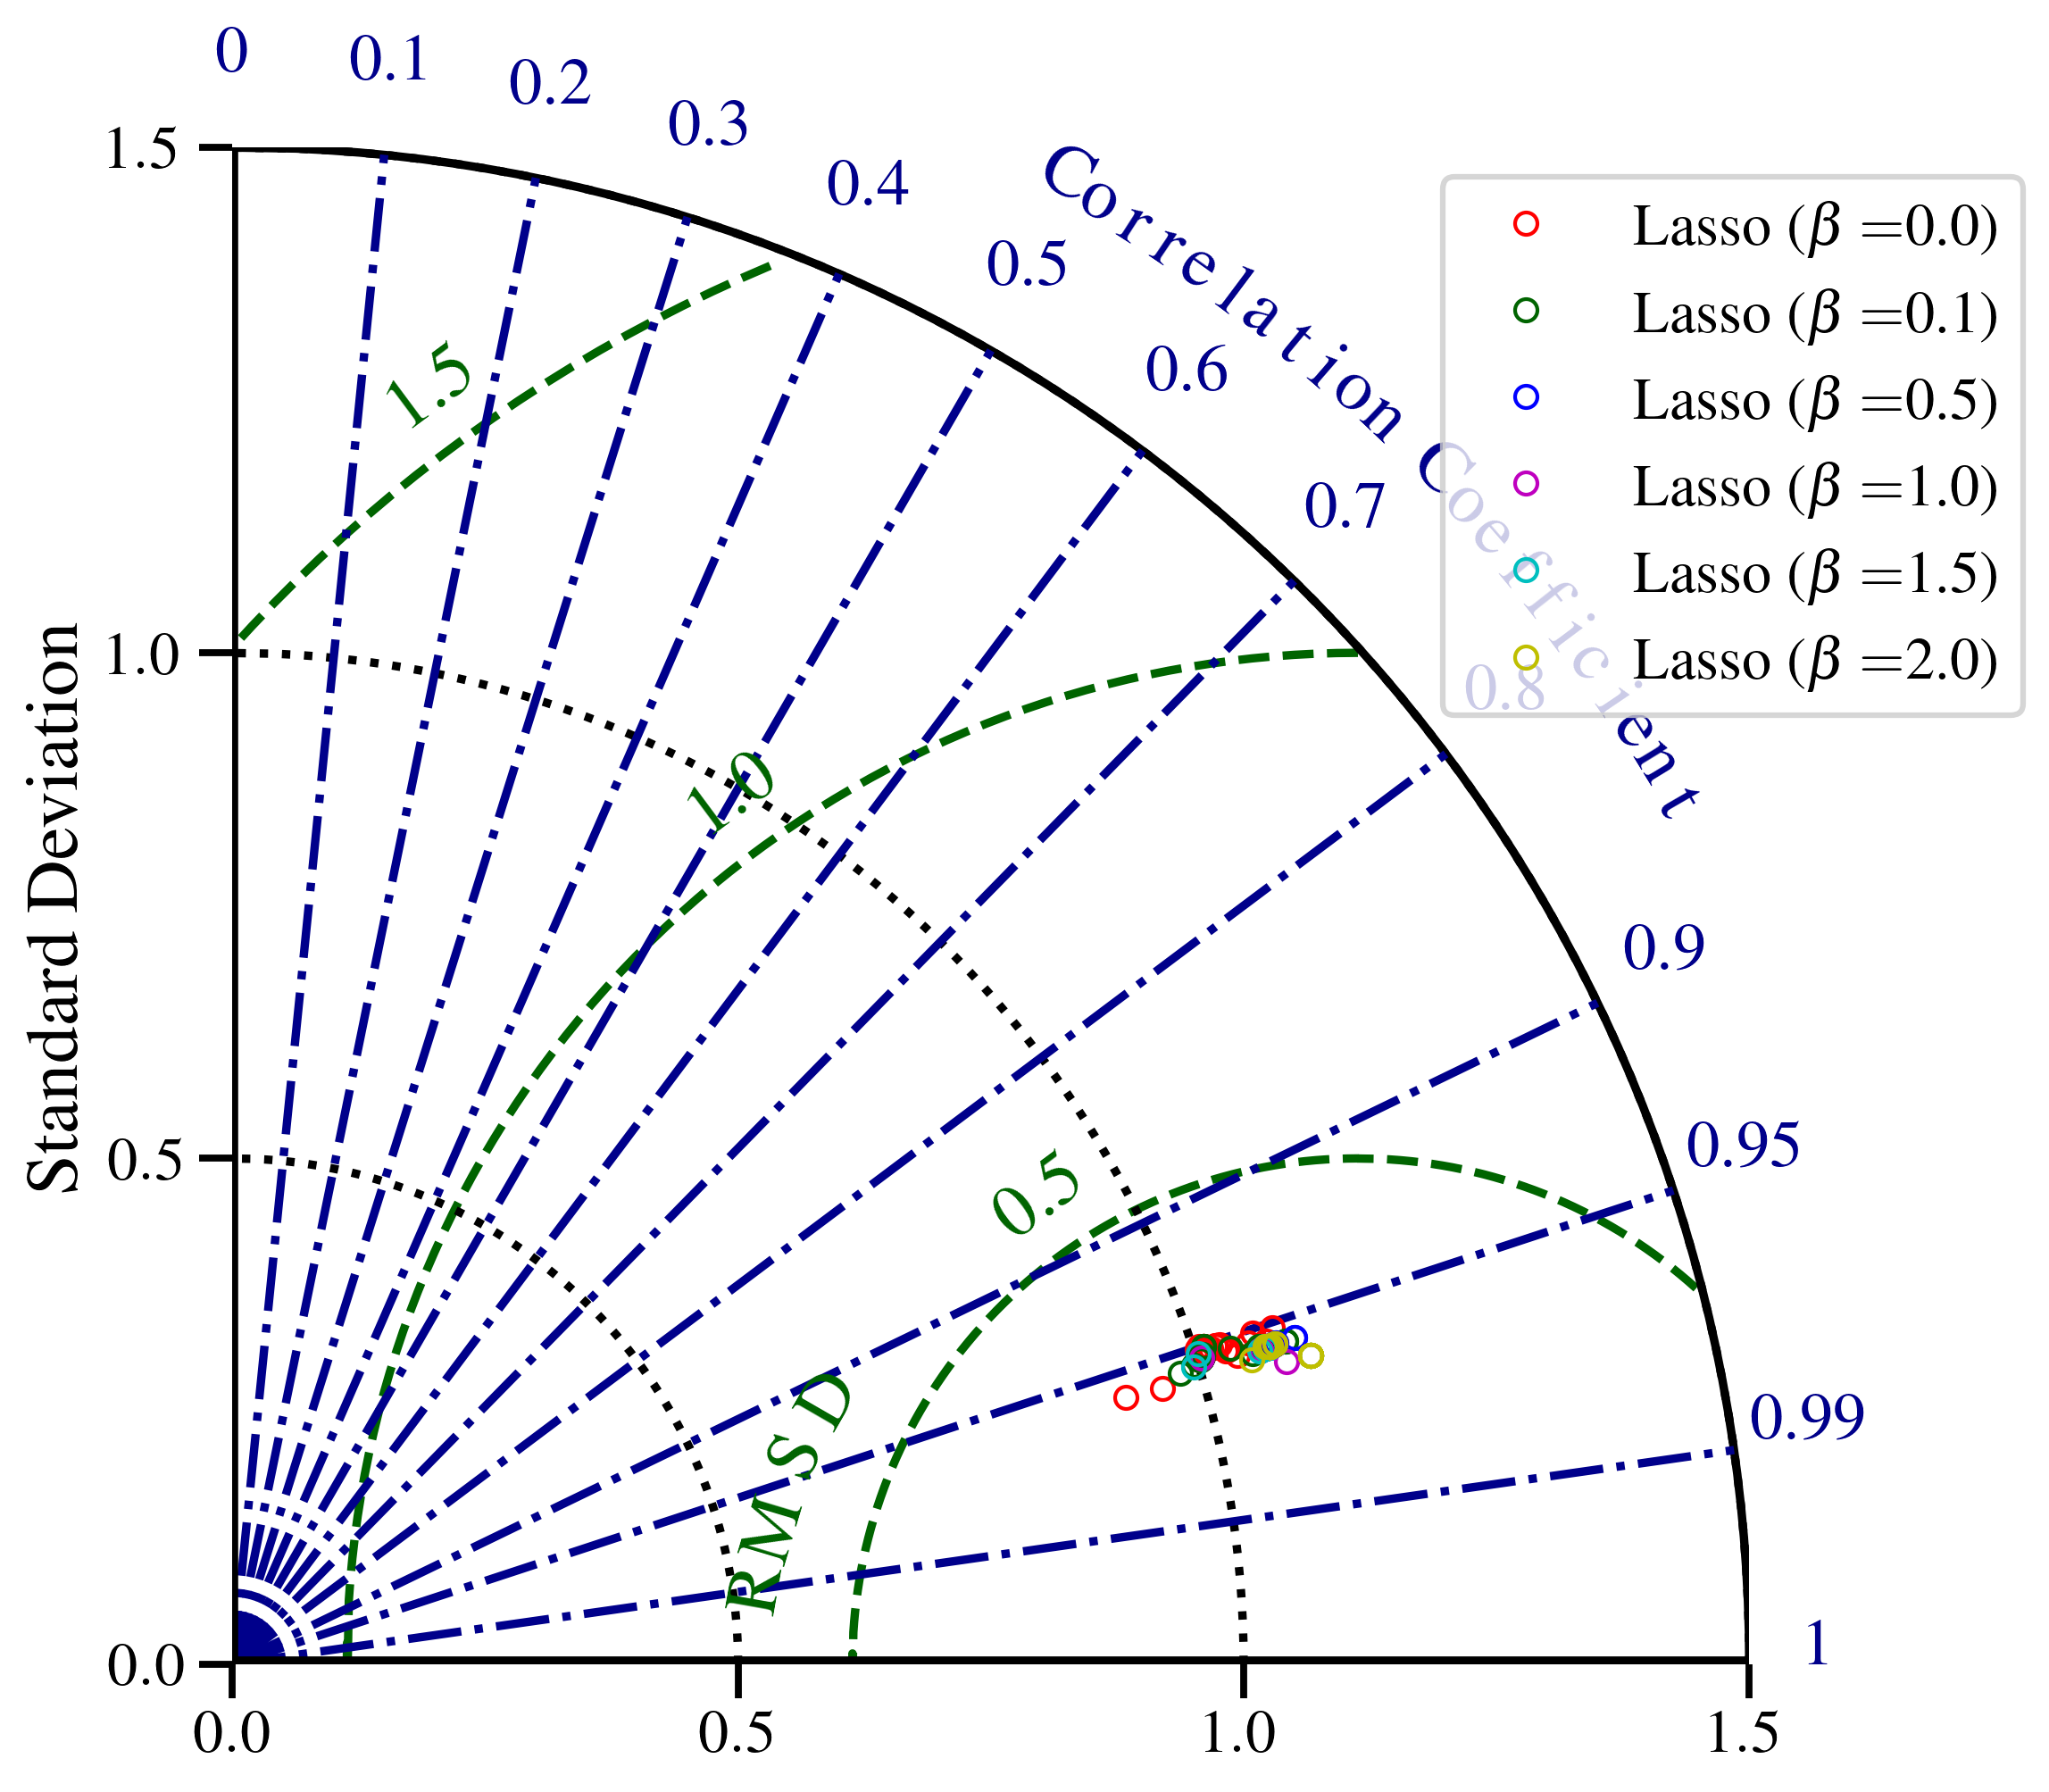 0
0.1
0.2
0.3
0.4
0.5
0.6
0.7
0.8
0.9
0.95
0.99
1
Correlation Coefficient
Lasso (β =0.0)
Lasso (β =0.1)
Lasso (β =0.5)
Lasso (β =1.0)
Lasso (β =1.5)
Lasso (β =2.0)
Standard Deviation
1.5
1.0
0.5
0.0
1.5
1.0
0.5
RMSD
0.0
0.5
1.0
1.5